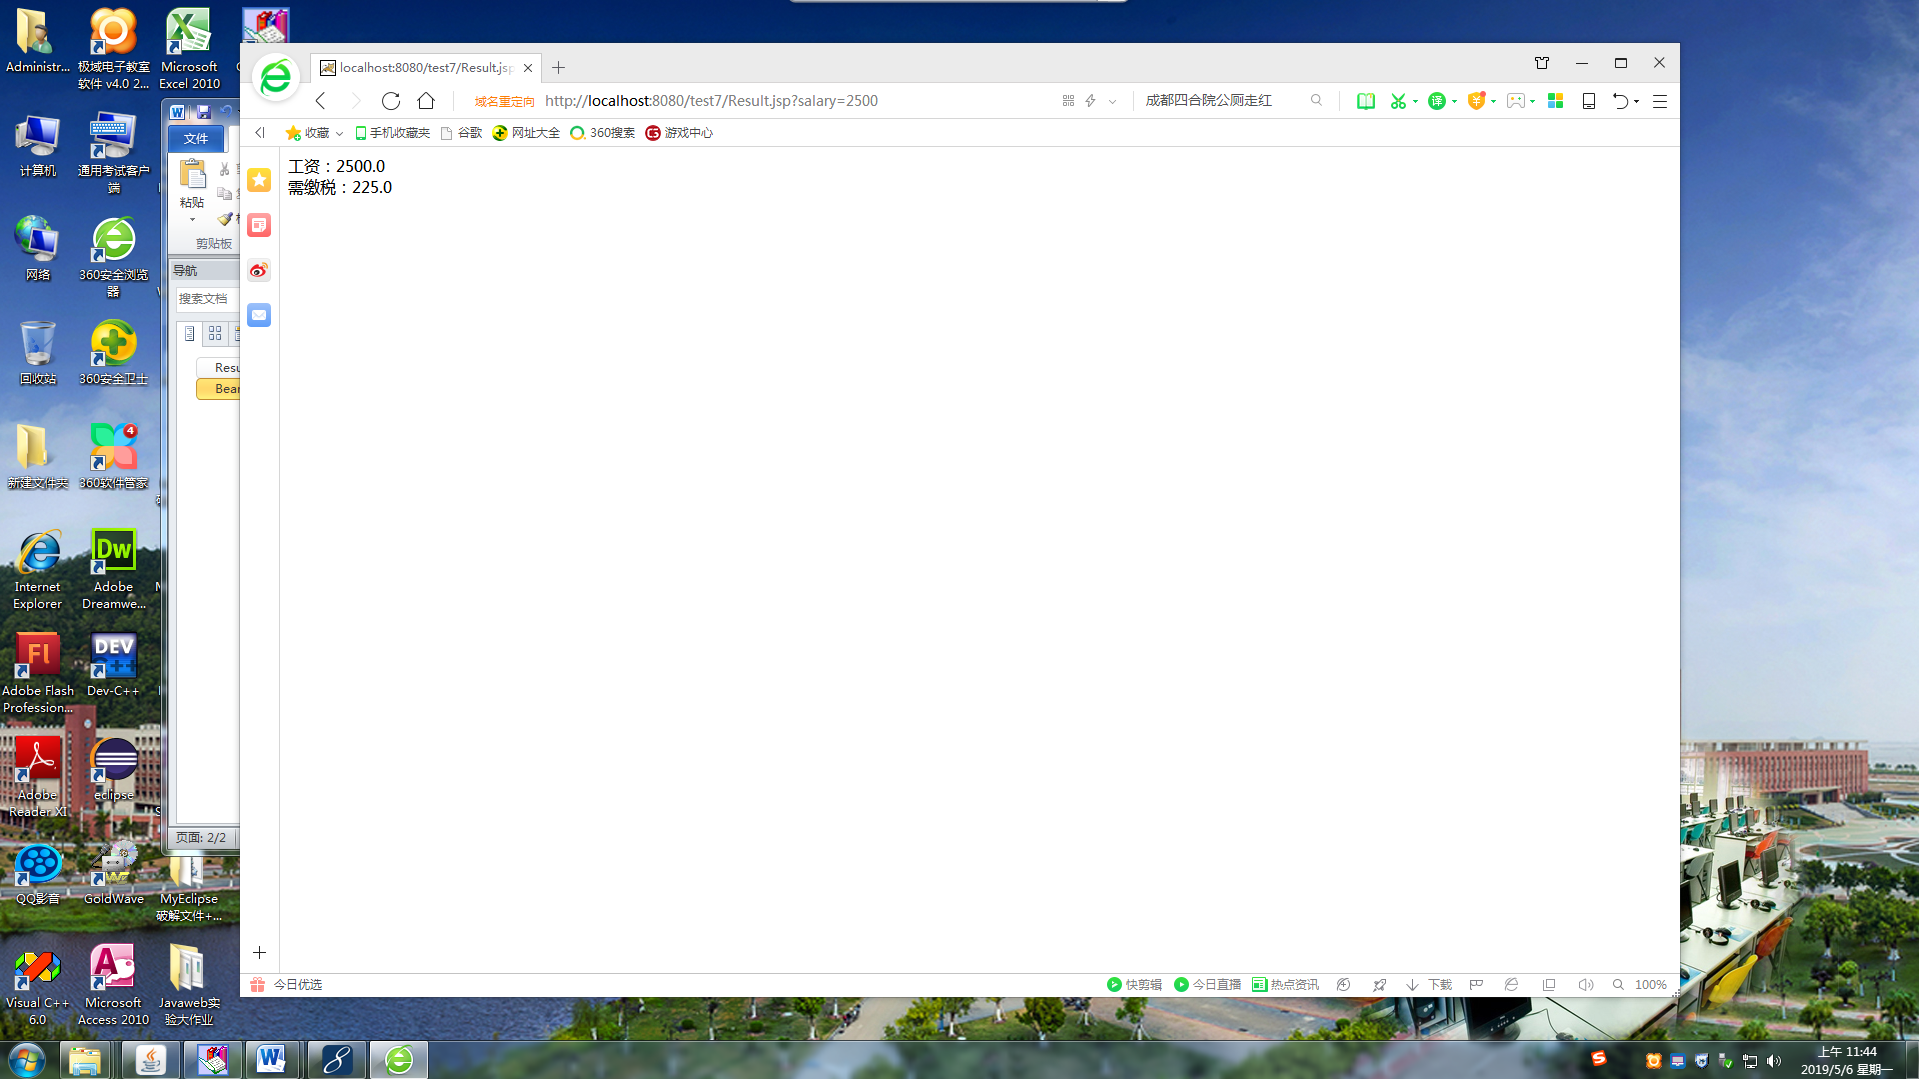 Administr...
极域电子教室
软件 v4.0 2...
Microsoft
Excel 2010
计算机
通用考试客户
端
网络
360安全浏览
器
回收站
360安全卫士
新建文件夹
360软件管家
4
Internet
Explorer
Dw
Adobe
Dreamwe...
Fl
Adobe Flash
Profession...
DEV
C++
Dev-C++
Adobe
Reader XI
eclipse
QQ影音
GoldWave
MyEclipse
破解文件+...
Visual C++
6.0
Microsoft
Access 2010
Javaweb实
验大作业
文件
粘贴
剪贴板
导航
搜索文档
Resu
Bear
页面: 2/2
localhost:8080/test7/Result.jsp
域名重定向
http://localhost:8080/test7/Result.jsp?salary=2500
成都四合院公厕走红
译
收藏
手机收藏夹
谷歌
网址大全
360搜索
游戏中心
工资：2500.0
需缴税：225.0
今日优选
快剪辑
今日直播
热点资讯
下载
100%
上午 11:44
2019/5/6 星期一